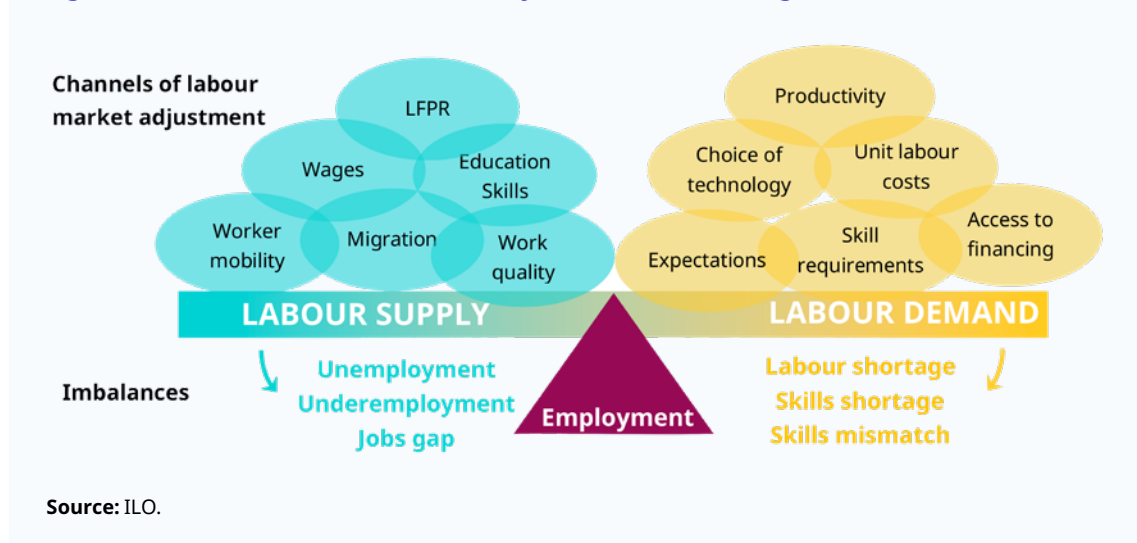 Channels of labour
market adjustment
LFPR
Wages
Education
Skills
Worker
mobility
Migration
Work
quality
Productivity
Choice of
technology
Unit labour
costs
Expectations
Skill
requirements
Access to
financing
LABOUR SUPPLY
LABOUR DEMAND
Imbalances
Unemployment
Underemployment
Jobs gap
Employment
Labour shortage
Skills shortage
Skills mismatch
Source: ILO.